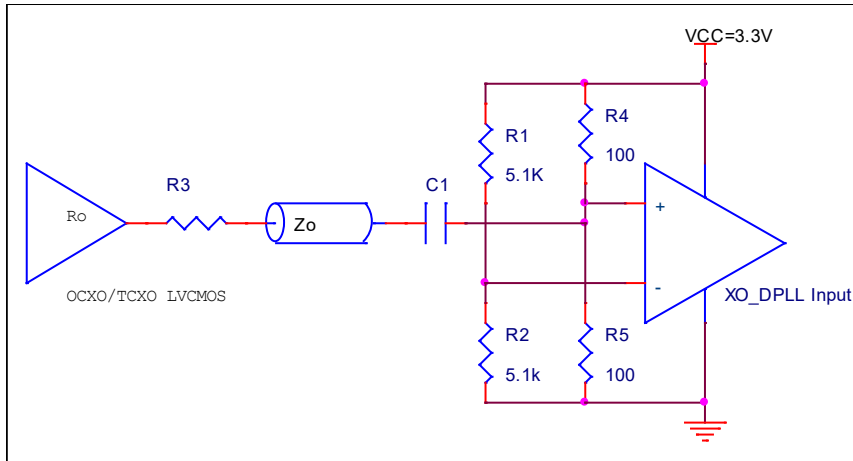 VCC=3.3V
R1
5.1K
R4
100
R3
C1
Ro
Zo
+
-
OCXO/TCXO LVCMOS
XO_DPLL Input
R2
5.1k
R5
100